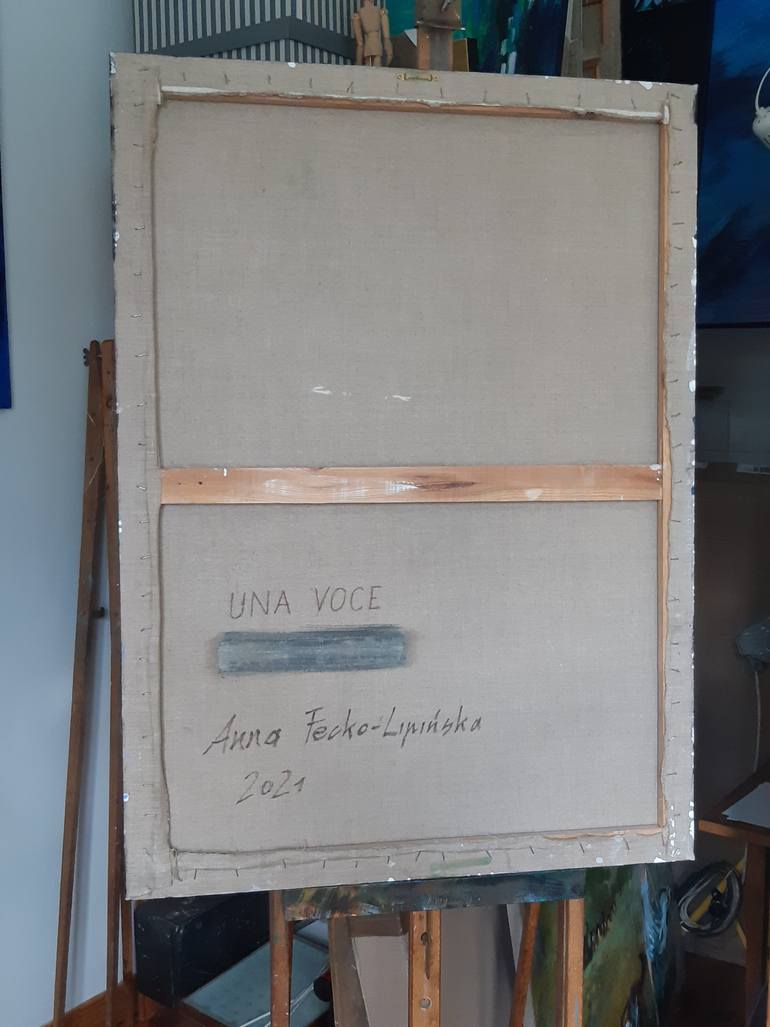 UNA VOCE
Anna Fecko-Lipińska
2021